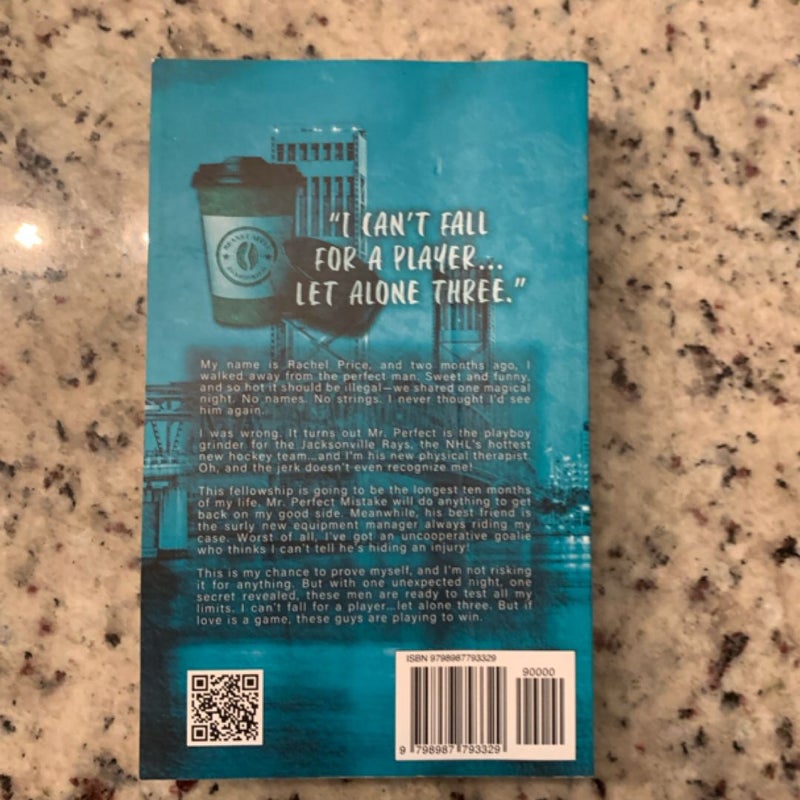 "I CAN'T FALL
FOR A PLAYER...
LET ALONE THREE."
My name is Rachel Price, and two months ago, I
walked away from the perfect man. Sweet and funny,
and so hot it should be illegal—we shared one magical
night. No names. No strings. I never thought I'd see
him again.
I was wrong. It turns out Mr. Perfect is the playboy
grinder for the Jacksonville Rays, the NHL's hottest
new hockey team...and I'm his new physical therapist.
Oh, and the jerk doesn't even recognize me!
This fellowship is going to be the longest ten months
of my life. Mr. Perfect Mistake will do anything to get
back on my good side. Meanwhile, his best friend is
the surly new equipment manager always riding my
case. Worst of all, I've got an uncooperative goalie
who thinks I can't tell he's hiding an injury!
This is my chance to prove myself, and I'm not risking
it for anything. But with one unexpected night, one
secret revealed, these men are ready to test all my
limits. I can't fall for a player...let alone three. But if
love is a game, these guys are playing to win.
ISBN 9798987793329
90000
9 798987 793329